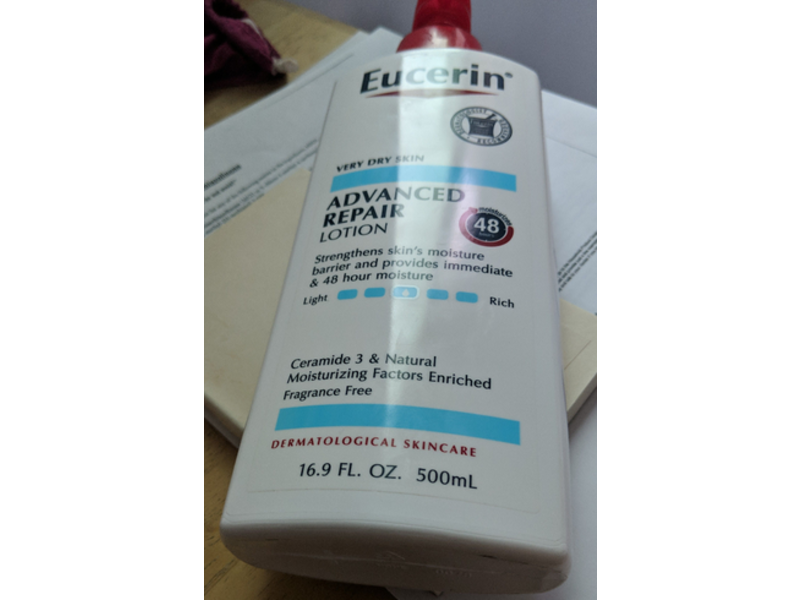 Eucerin®
VERY DRY SKIN
ADVANCED
REPAIR
LOTION
moisturizes
48
Strengthens skin's moisture
barrier and provides immediate
& 48 hour moisture
Light Rich
Ceramide 3 & Natural
Moisturizing Factors Enriched
Fragrance Free
DERMATOLOGICAL SKINCARE
16.9 FL. OZ. 500mL